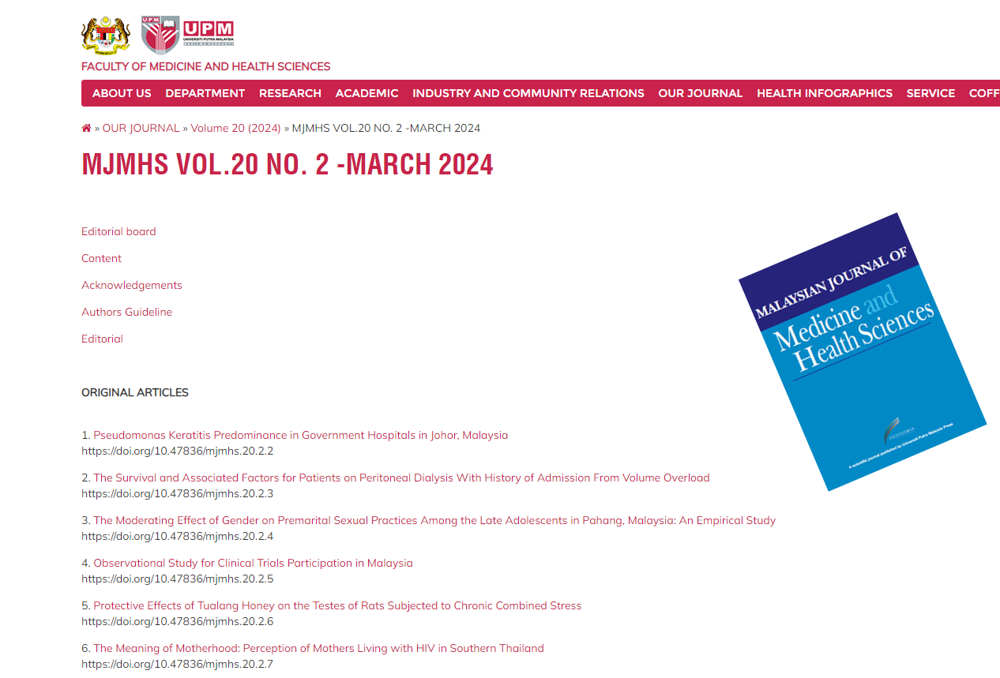 UPM
UPM
UNIVERSITI PUTRA MALAYSIA
BERILMU BERBAKTI
FACULTY OF MEDICINE AND HEALTH SCIENCES
ABOUT US DEPARTMENT RESEARCH ACADEMIC INDUSTRY AND COMMUNITY RELATIONS OUR JOURNAL HEALTH INFOGRAPHICS SERVICE COFF
» OUR JOURNAL » Volume 20 (2024) » MJMHS VOL.20 NO. 2 -MARCH 2024
MJMHS VOL.20 NO. 2 -MARCH 2024
Editorial board
Content
Acknowledgements
Authors Guideline
Editorial
MALAYSIAN JOURNAL OF
Medicine and
Health Sciences
PERTANIKA
A scientific journal published by Universiti Putra Malaysia Press
ORIGINAL ARTICLES
1. Pseudomonas Keratitis Predominance in Government Hospitals in Johor, Malaysia
https://doi.org/10.47836/mjmhs.20.2.2
2. The Survival and Associated Factors for Patients on Peritoneal Dialysis With History of Admission From Volume Overload
https://doi.org/10.47836/mjmhs.20.2.3
3. The Moderating Effect of Gender on Premarital Sexual Practices Among the Late Adolescents in Pahang, Malaysia: An Empirical Study
https://doi.org/10.47836/mjmhs.20.2.4
4. Observational Study for Clinical Trials Participation in Malaysia
https://doi.org/10.47836/mjmhs.20.2.5
5. Protective Effects of Tualang Honey on the Testes of Rats Subjected to Chronic Combined Stress
https://doi.org/10.47836/mjmhs.20.2.6
6. The Meaning of Motherhood: Perception of Mothers Living with HIV in Southern Thailand
https://doi.org/10.47836/mjmhs.20.2.7